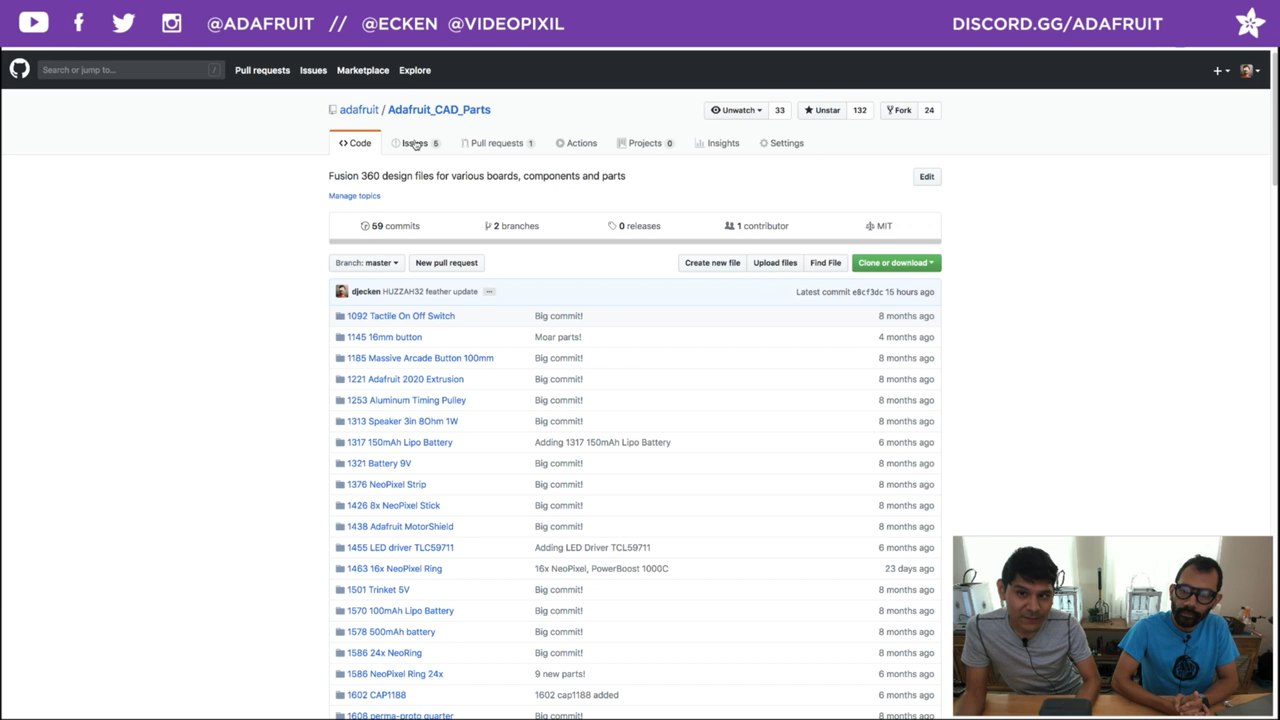 @ADAFRUIT // @ECKEN @VIDEOPIXIL DISCORD.GG/ADAFRUIT
Search or jump to... / Pull requests Issues Marketplace Explore
adafruit / Adafruit_CAD_Parts Unwatch 33 Unstar 132 Fork 24
Code Issues 5 Pull requests 1 Actions Projects 0 Insights Settings
Fusion 360 design files for various boards, components and parts Edit
Manage topics
59 commits 2 branches 0 releases 1 contributor MIT
Branch: master New pull request Create new file Upload files Find File Clone or download
djecken HUZZAH32 feather update Latest commit e8cf3dc 15 hours ago
1092 Tactile On Off Switch Big commit! 8 months ago
1145 16mm button Moar parts! 4 months ago
1185 Massive Arcade Button 100mm Big commit! 8 months ago
1221 Adafruit 2020 Extrusion Big commit! 8 months ago
1253 Aluminum Timing Pulley Big commit! 8 months ago
1313 Speaker 3in 8Ohm 1W Big commit! 8 months ago
1317 150mAh Lipo Battery Adding 1317 150mAh Lipo Battery 6 months ago
1321 Battery 9V Big commit! 8 months ago
1376 NeoPixel Strip Big commit! 8 months ago
1426 8x NeoPixel Stick Big commit! 8 months ago
1438 Adafruit MotorShield Big commit! 8 months ago
1455 LED driver TLC59711 Adding LED Driver TCL59711 6 months ago
1463 16x NeoPixel Ring 16x NeoPixel, PowerBoost 1000C 23 days ago
1501 Trinket 5V Big commit! 8 months ago
1570 100mAh Lipo Battery Big commit! 8 months ago
1578 500mAh battery Big commit! 8 months ago
1586 24x NeoRing Big commit! 8 months ago
1586 NeoPixel Ring 24x 9 new parts! 6 months ago
1602 CAP1188 1602 cap1188 added 6 months ago
1608 perma-proto quarter Big commit! 8 months ago